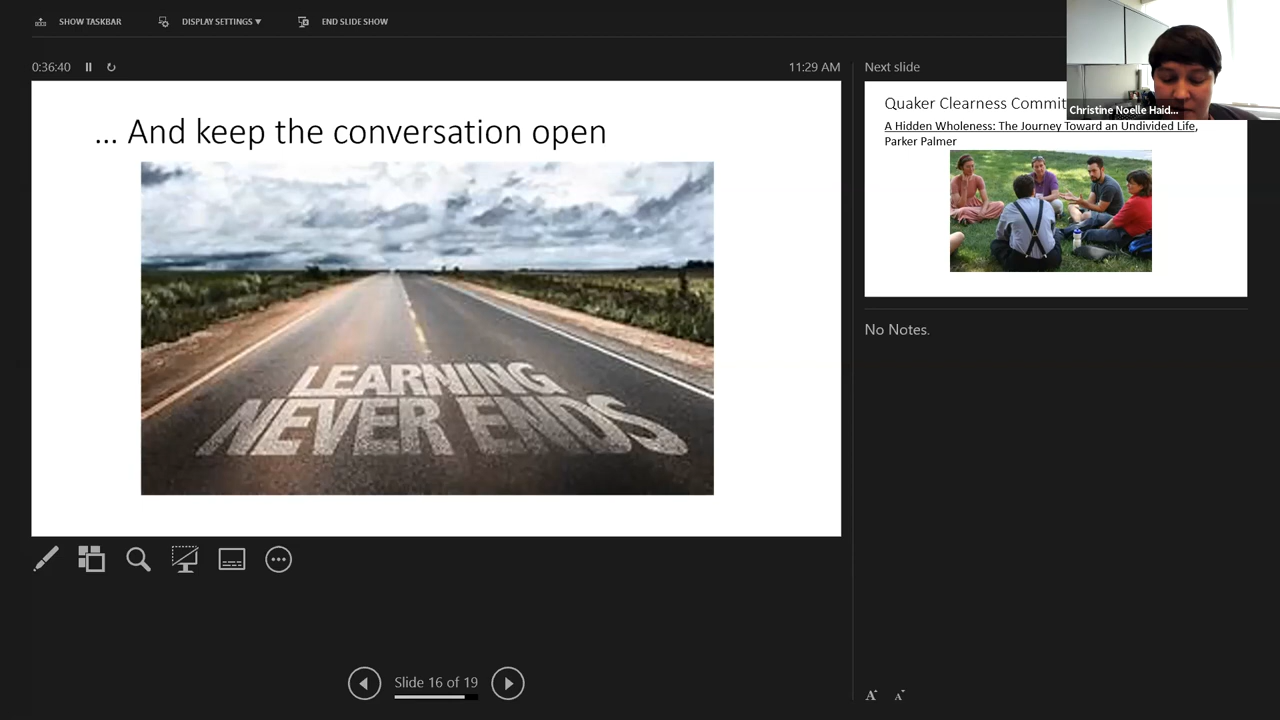 SHOW TASKBAR
DISPLAY SETTINGS ▼
END SLIDE SHOW
0:36:40
11:29 AM
... And keep the conversation open
LEARNING
NEVER ENDS
Slide 16 of 19
Next slide
Christine Noelle Haid...
Quaker Clearness Commit
A Hidden Wholeness: The Journey Toward an Undivided Life,
Parker Palmer
No Notes.
A
A